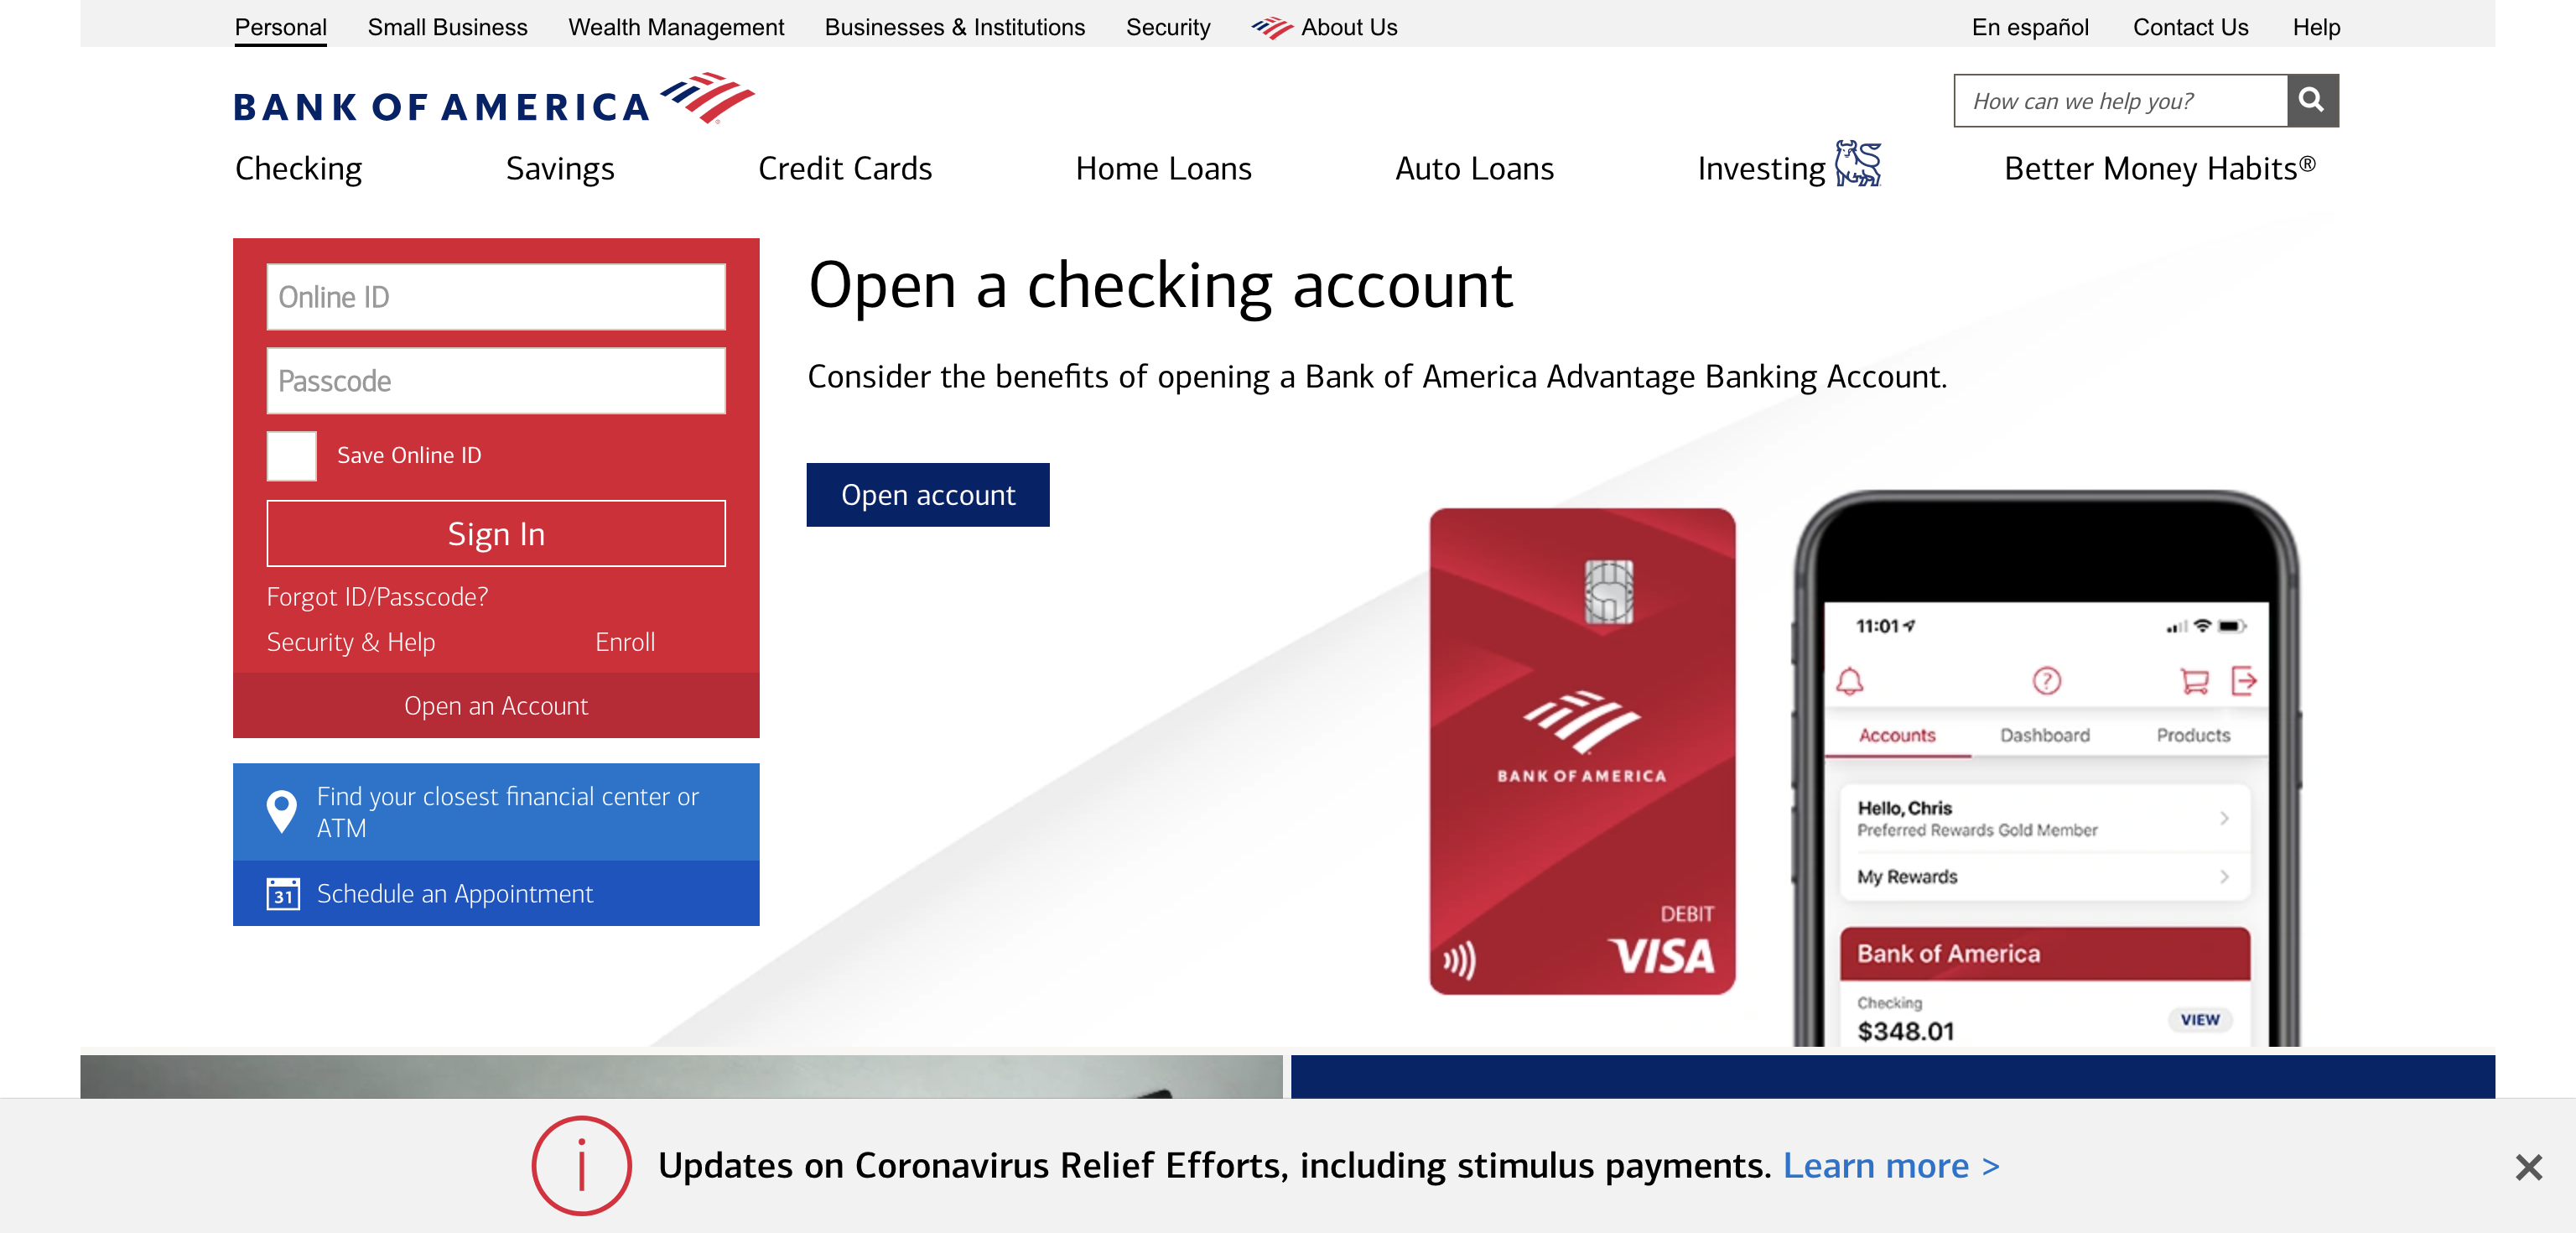 Personal Small Business Wealth Management Businesses & Institutions Security About Us En español Contact Us Help
BANK OF AMERICA
How can we help you?
Checking Savings Credit Cards Home Loans Auto Loans Investing Better Money Habits®
Online ID
Passcode
Save Online ID
Sign In
Forgot ID/Passcode?
Security & Help Enroll
Open an Account
Find your closest financial center or
ATM
31 Schedule an Appointment
Open a checking account
Consider the benefits of opening a Bank of America Advantage Banking Account.
Open account
BANK OF AMERICA
DEBIT
VISA
11:01
?
Accounts Dashboard Products
Hello, Chris
Preferred Rewards Gold Member
My Rewards
Bank of America
Checking
$348.01 VIEW
i Updates on Coronavirus Relief Efforts, including stimulus payments. Learn more >